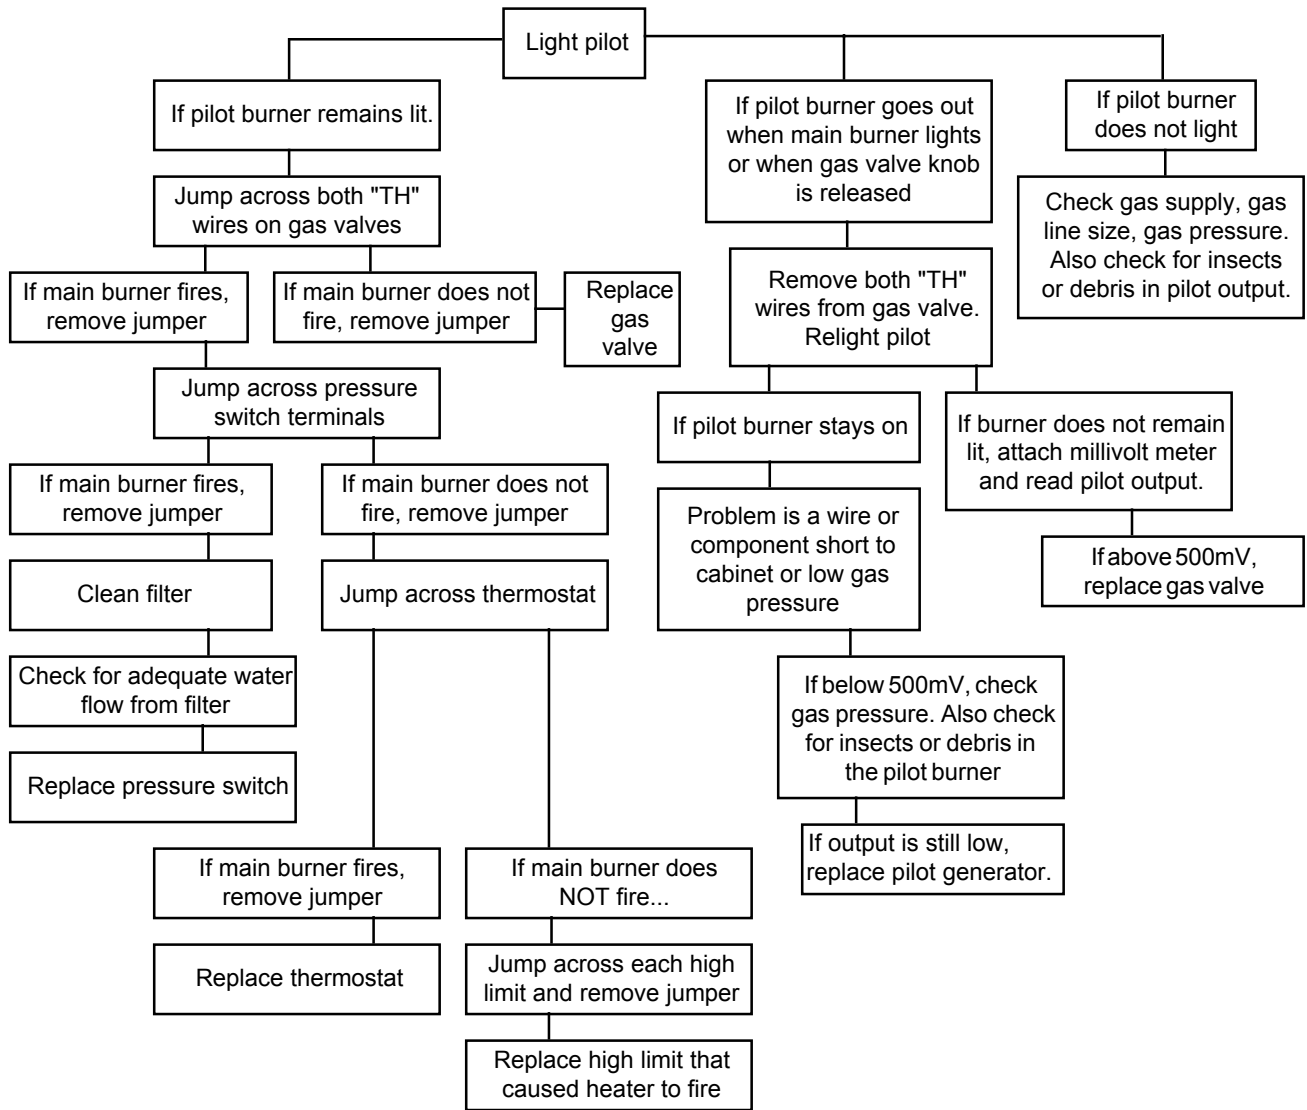 Light pilot
If pilot burner remains lit.
If pilot burner goes out
when main burner lights
or when gas valve knob
is released
If pilot burner
does not light
Jump across both "TH"
wires on gas valves
Check gas supply, gas
line size, gas pressure.
Also check for insects
or debris in pilot output.
If main burner fires,
remove jumper
If main burner does not
fire, remove jumper
Replace
gas
valve
Remove both "TH"
wires from gas valve.
Relight pilot
Jump across pressure
switch terminals
If pilot burner stays on
If burner does not remain
lit, attach millivolt meter
and read pilot output.
If main burner fires,
remove jumper
If main burner does not
fire, remove jumper
Problem is a wire or
component short to
cabinet or low gas
pressure
If above 500mV,
replace gas valve
Clean filter
Jump across thermostat
Check for adequate water
flow from filter
If below 500mV, check
gas pressure. Also check
for insects or debris in
the pilot burner
Replace pressure switch
If output is still low,
replace pilot generator.
If main burner fires,
remove jumper
If main burner does
NOT fire...
Replace thermostat
Jump across each high
limit and remove jumper
Replace high limit that
caused heater to fire